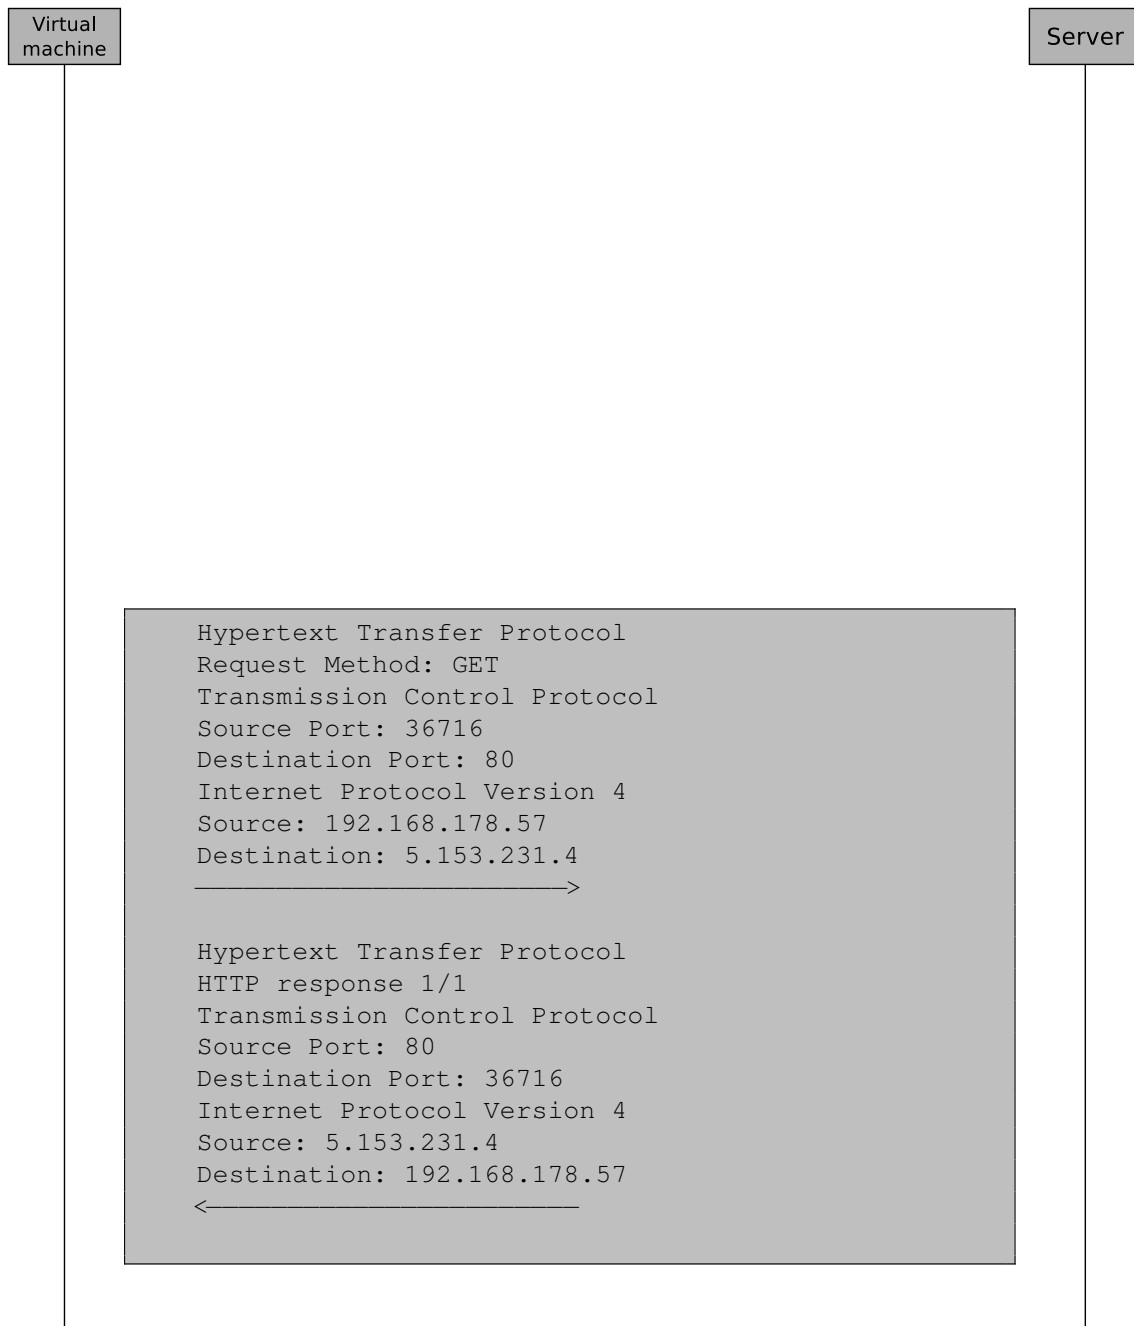 Virtual
machine
Server
Hypertext Transfer Protocol
Request Method: GET
Transmission Control Protocol
Source Port: 36716
Destination Port: 80
Internet Protocol Version 4
Source: 192.168.178.57
Destination: 5.153.231.4
———————————————————————>
Hypertext Transfer Protocol
HTTP response 1/1
Transmission Control Protocol
Source Port: 80
Destination Port: 36716
Internet Protocol Version 4
Source: 5.153.231.4
Destination: 192.168.178.57
<———————————————————————